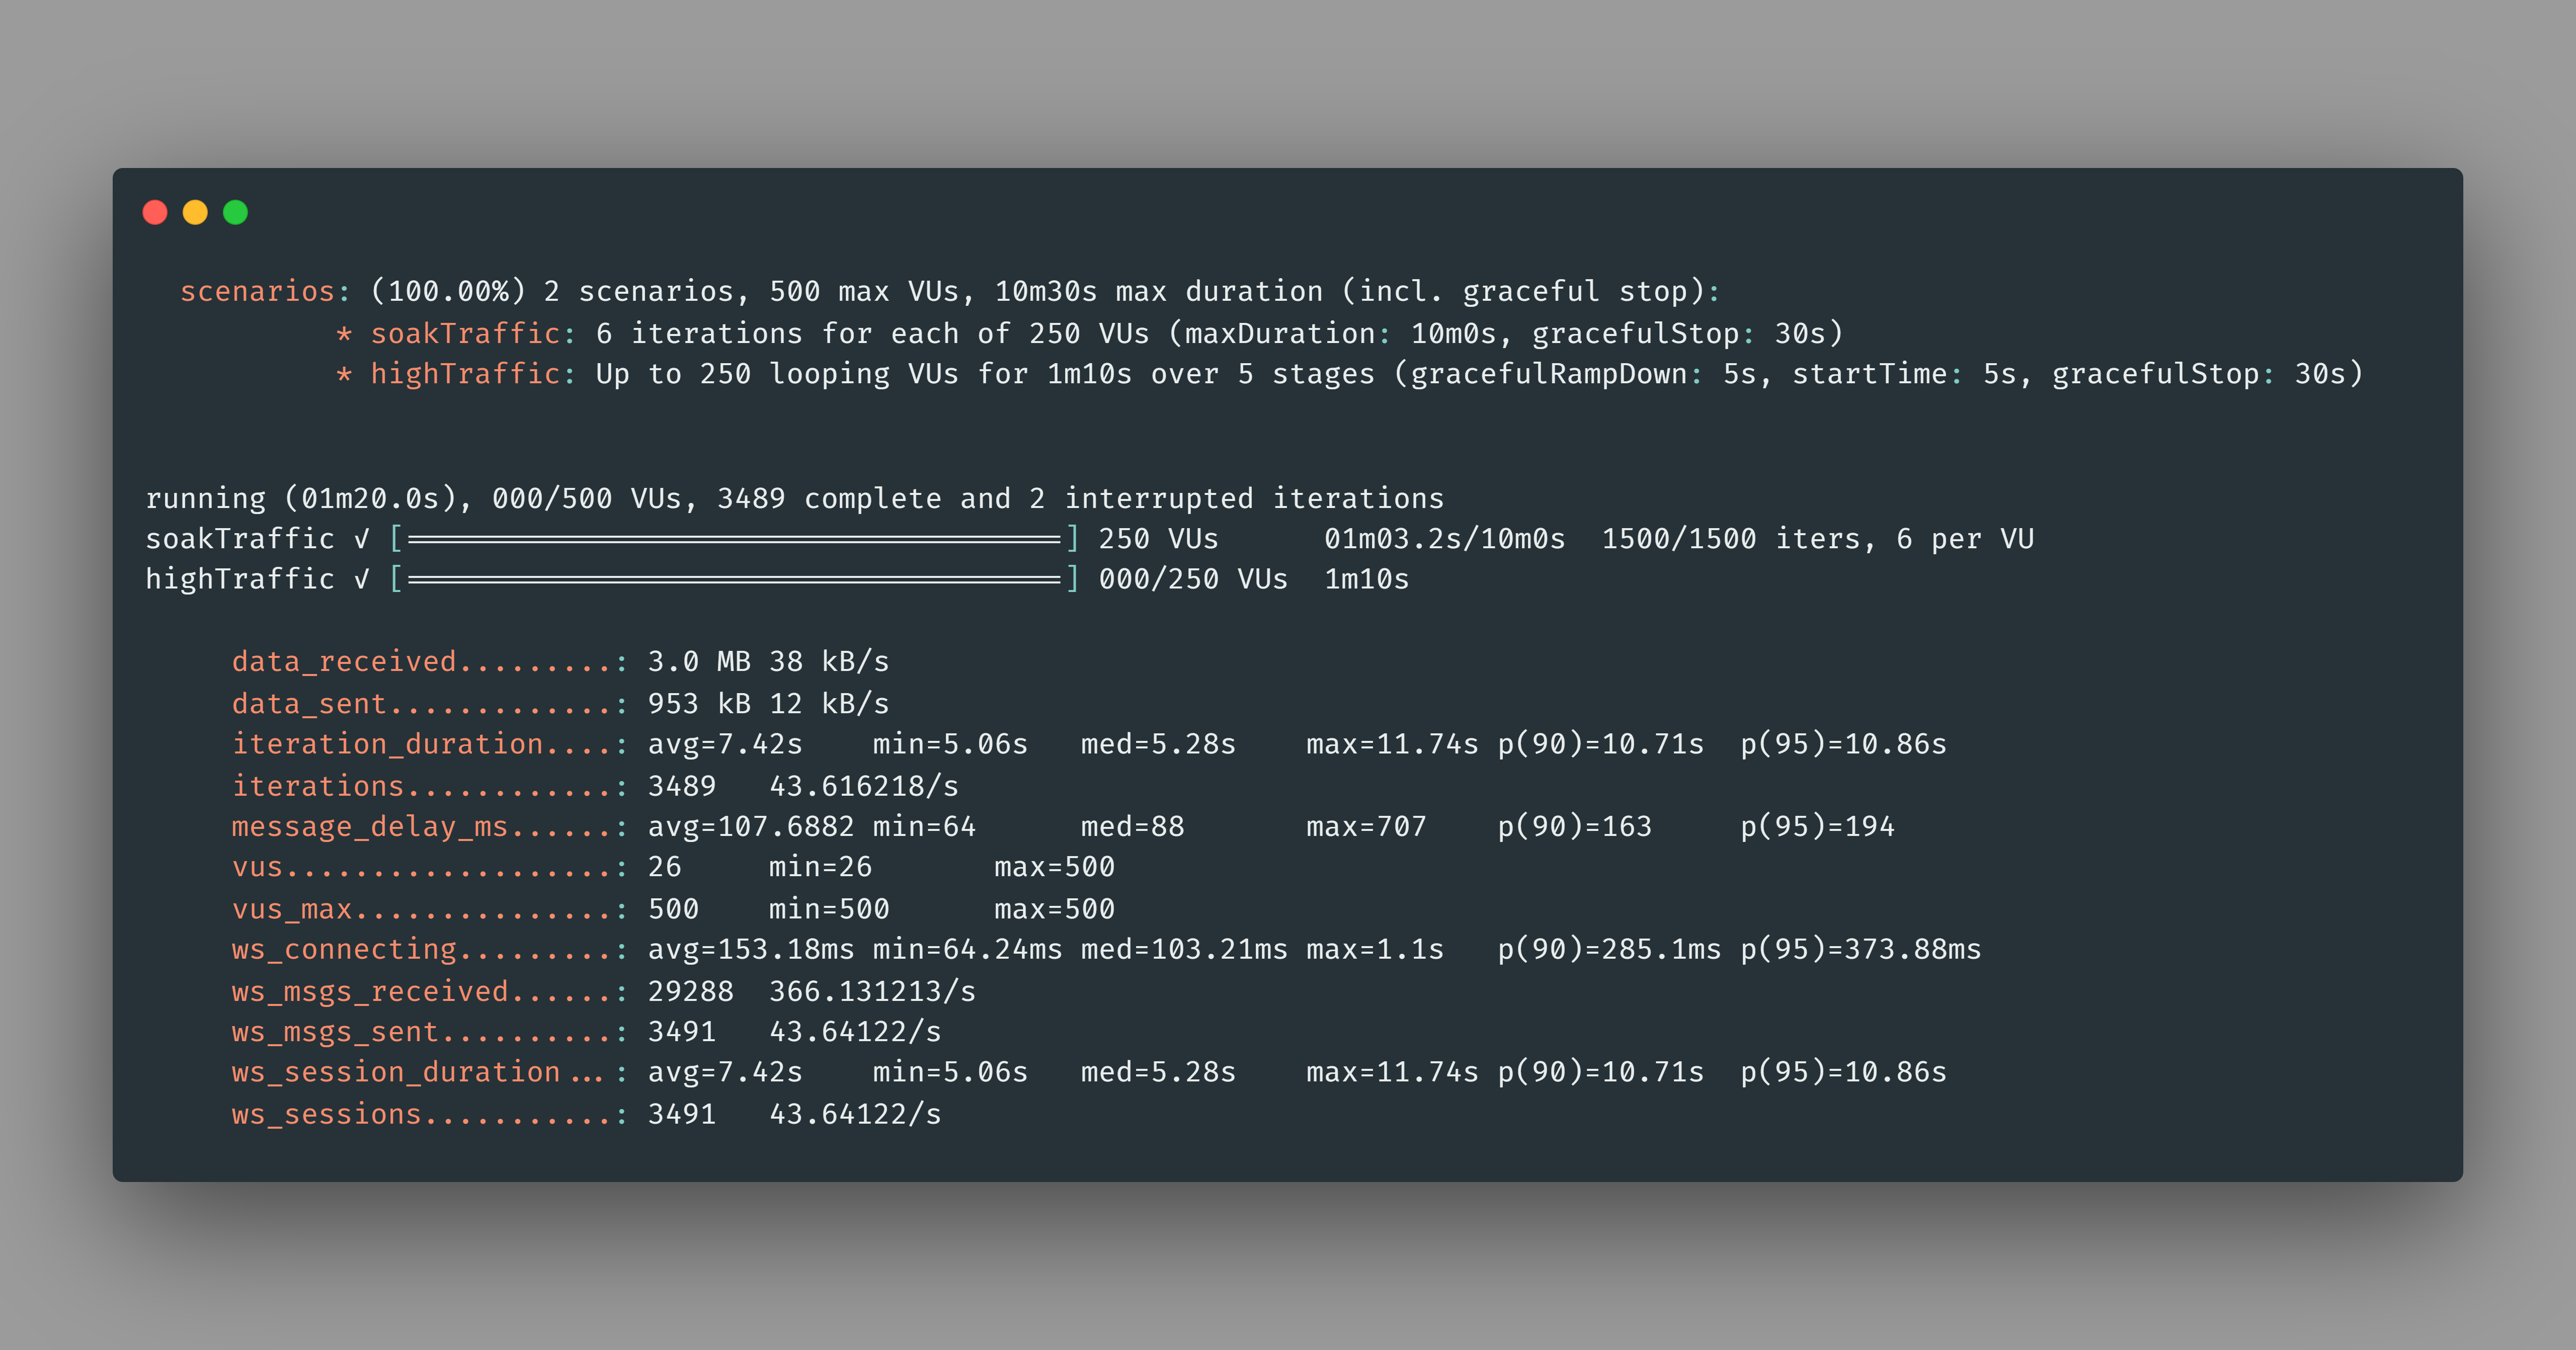 scenarios: (100.00%) 2 scenarios, 500 max VUs, 10m30s max duration (incl. graceful stop):
* soakTraffic: 6 iterations for each of 250 VUs (maxDuration: 10m0s, gracefulStop: 30s)
* highTraffic: Up to 250 looping VUs for 1m10s over 5 stages (gracefulRampDown: 5s, startTime: 5s, gracefulStop: 30s)
running (01m20.0s), 000/500 VUs, 3489 complete and 2 interrupted iterations
soakTraffic ✓ [======================================] 250 VUs      01m03.2s/10m0s  1500/1500 iters, 6 per VU
highTraffic ✓ [======================================] 000/250 VUs  1m10s
data_received.........: 3.0 MB 38 kB/s
data_sent.............: 953 kB 12 kB/s
iteration_duration....: avg=7.42s    min=5.06s   med=5.28s    max=11.74s p(90)=10.71s  p(95)=10.86s
iterations............: 3489   43.616218/s
message_delay_ms......: avg=107.6882 min=64      med=88       max=707    p(90)=163     p(95)=194
vus...................: 26     min=26       max=500
vus_max...............: 500    min=500      max=500
ws_connecting.........: avg=153.18ms min=64.24ms med=103.21ms max=1.1s   p(90)=285.1ms p(95)=373.88ms
ws_msgs_received......: 29288  366.131213/s
ws_msgs_sent..........: 3491   43.64122/s
ws_session_duration...: avg=7.42s    min=5.06s   med=5.28s    max=11.74s p(90)=10.71s  p(95)=10.86s
ws_sessions...........: 3491   43.64122/s